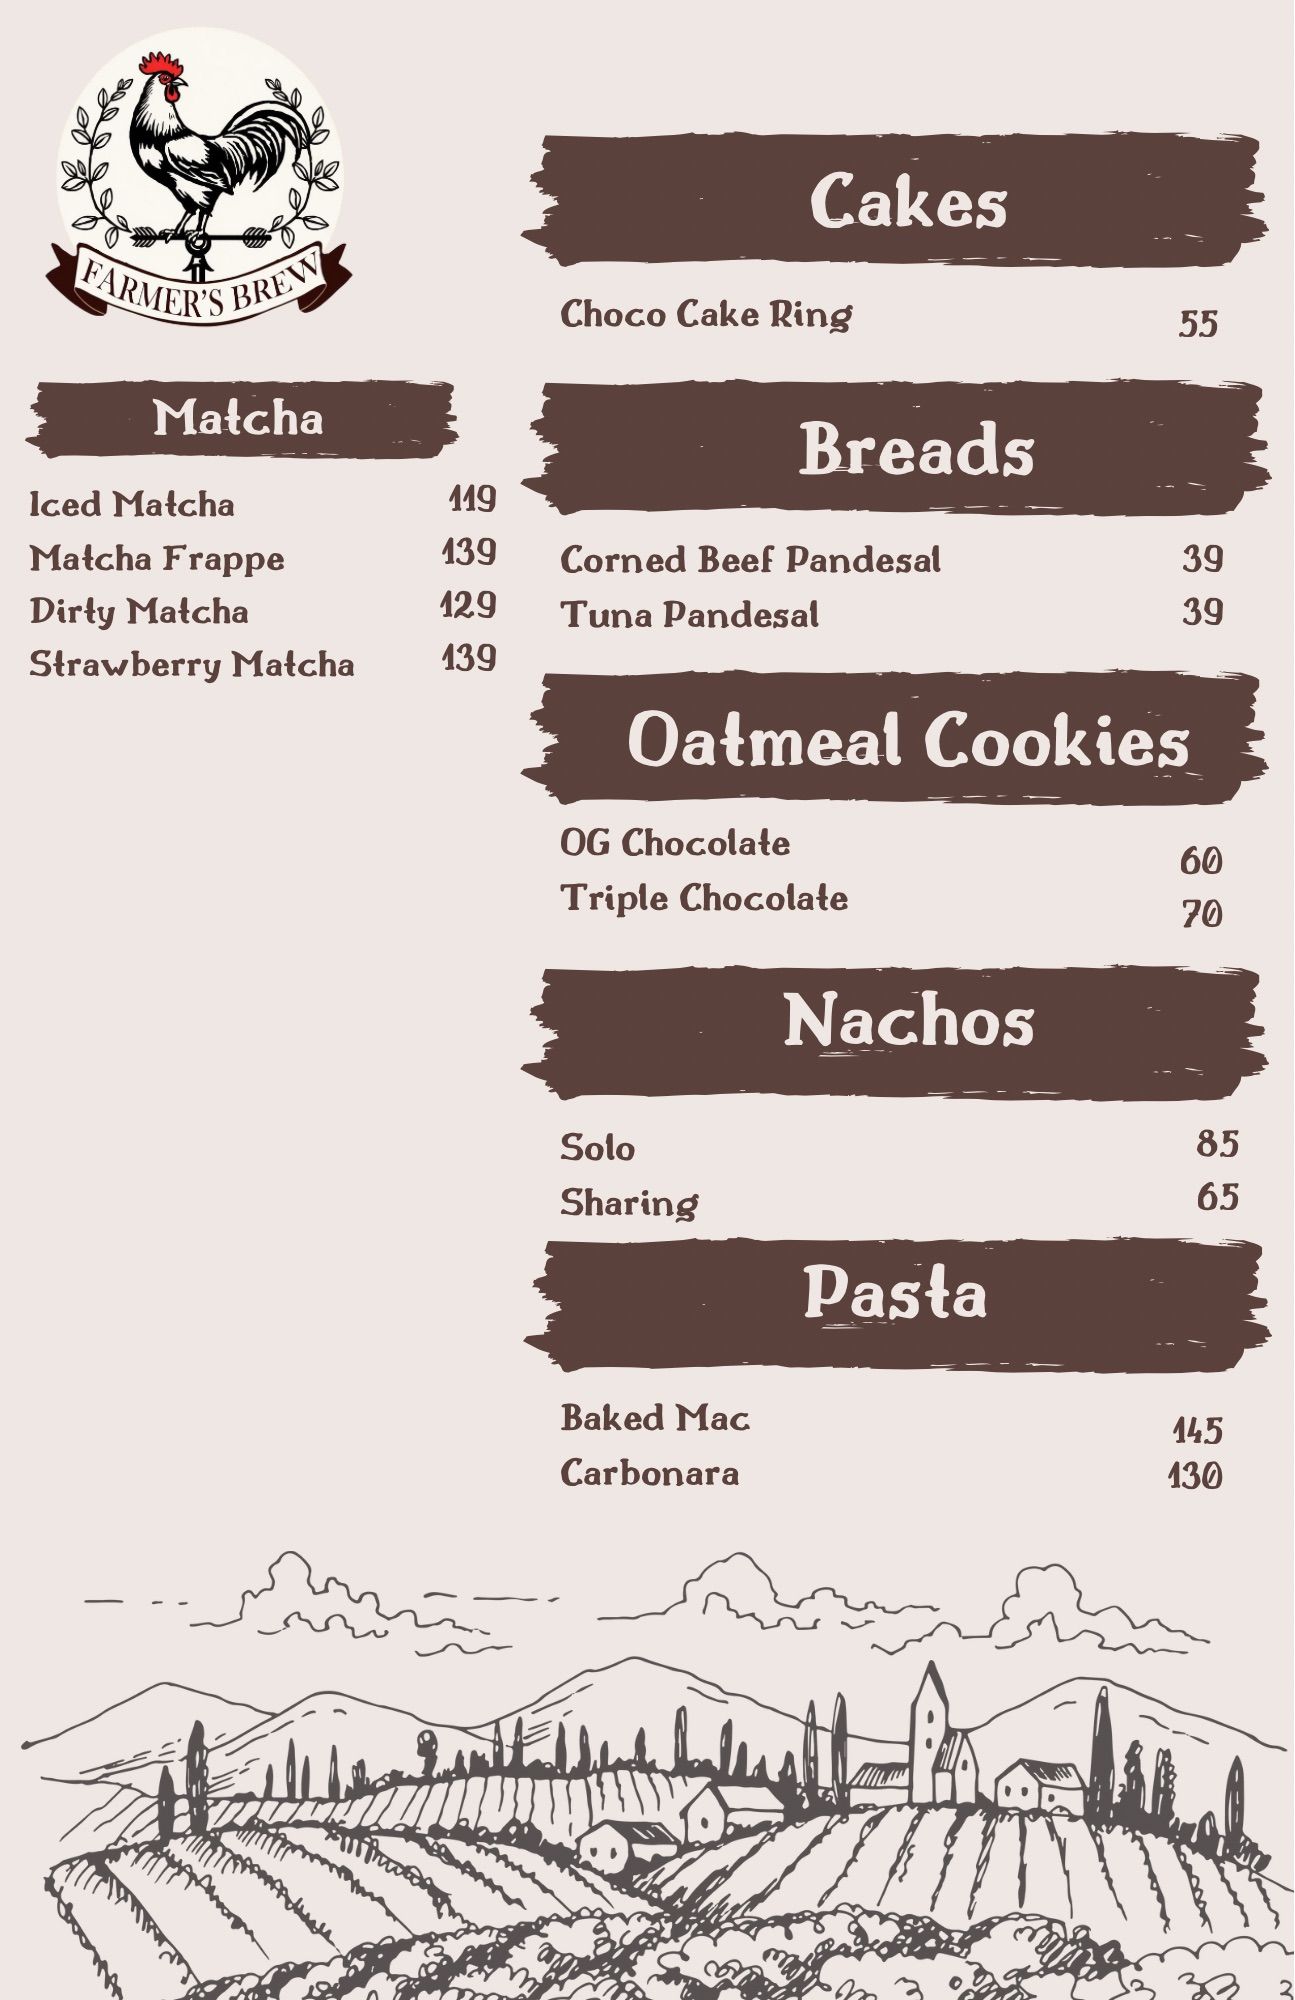 FARMER'S BREW
Matcha
Iced Matcha 119
Matcha Frappe 139
Dirty Matcha 129
Strawberry Matcha 139
Cakes
Choco Cake Ring 55
Breads
Corned Beef Pandesal 39
Tuna Pandesal 39
Oatmeal Cookies
OG Chocolate 60
Triple Chocolate 70
Nachos
Solo 85
Sharing 65
Pasta
Baked Mac 145
Carbonara 130